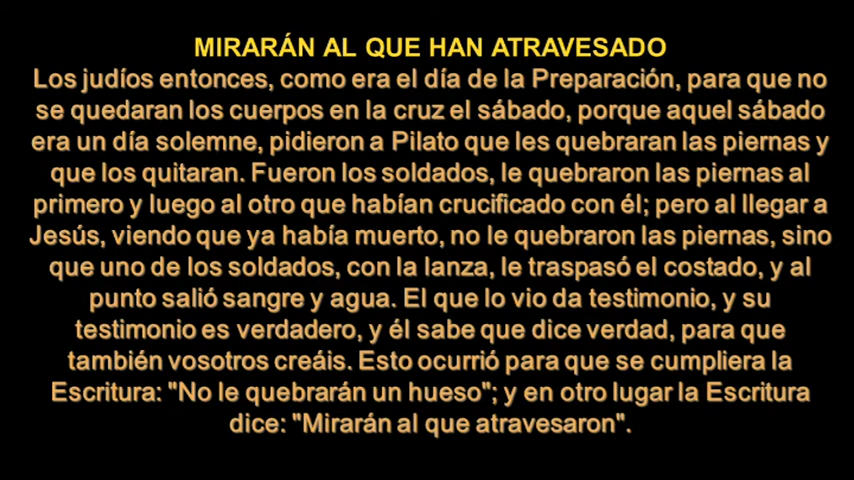 MIRARÁN AL QUE HAN ATRAVESADO
Los judíos entonces, como era el día de la Preparación, para que no
se quedaran los cuerpos en la cruz el sábado, porque aquel sábado
era un día solemne, pidieron a Pilato que les quebraran las piernas y
que los quitaran. Fueron los soldados, le quebraron las piernas al
primero y luego al otro que habían crucificado con él; pero al llegar a
Jesús, viendo que ya había muerto, no le quebraron las piernas, sino
que uno de los soldados, con la lanza, le traspasó el costado, y al
punto salió sangre y agua. El que lo vio da testimonio, y su
testimonio es verdadero, y él sabe que dice verdad, para que
también vosotros creáis. Esto ocurrió para que se cumpliera la
Escritura: "No le quebrarán un hueso"; y en otro lugar la Escritura
dice: "Mirarán al que atravesaron".